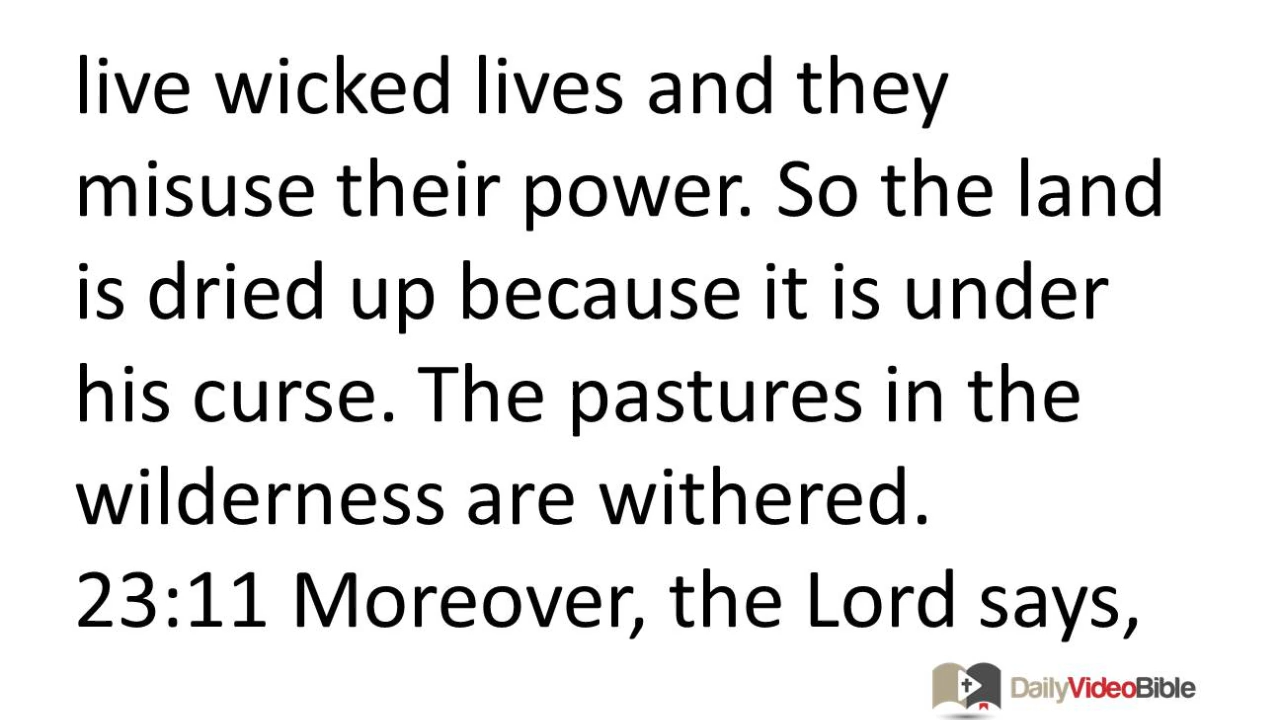 live wicked lives and they
misuse their power. So the land
is dried up because it is under
his curse. The pastures in the
wilderness are withered.
23:11 Moreover, the Lord says,
DailyVideoBible